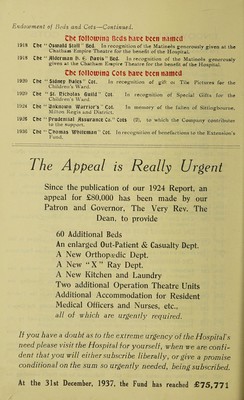 Endowment of Beds and Cots—Continued.
The following Beds have been named
1918 The "Oswald Stoll" Bed. In recognition of the Matinees generously given at the
Chatham Empire Theatre for the benefit of the Hospital.
1918 The "Alderman H. E. Davis" Bed. In recognition of the Matinees generously
given at the Chatham Empire Theatre for the benefit of the Hospital.
The following Cots have been named
1920 The "Sidney Pales" Cot. In recognition of gift of Tile Pictures for the
Children's Ward.
1920 The "St. Nicholas Guild" Cot. In recognition of Special Gifts for the
Children's Ward.
1924 The "Unknown Warrior's" Cot. In memory of the fallen of Sittingbourne,
Milton Regis and District.
1926 The "Prudential Assurance Co." Cots (2), to which the Company contributes
to the support.
1936 The "Thomas Whiteman" Cot. In recognition of benefactions to the Extension's
Fund.
The Appeal is Really Urgent
Since the publication of our 1924 Report, an
appeal for £80,000 has been made by our
Patron and Governor, The Very Rev. The
Dean, to provide
60 Additional Beds
An enlarged Out-Patient & Casualty Dept.
A New Orthopædic Dept.
A New "X" Ray Dept.
A New Kitchen and Laundry
Two additional Operation Theatre Units
Additional Accommodation for Resident
Medical Officers and Nurses, etc.,
all of which are urgently required.
If you have a doubt as to the extreme urgency of the Hospital's
need please visit the Hospital for yourself, when we are confi-
dent that you will either subscribe liberally, or give a promise
conditional on the sum so urgently needed, being subscribed.
At the 31st December, 1937, the Fund has reached £75,771